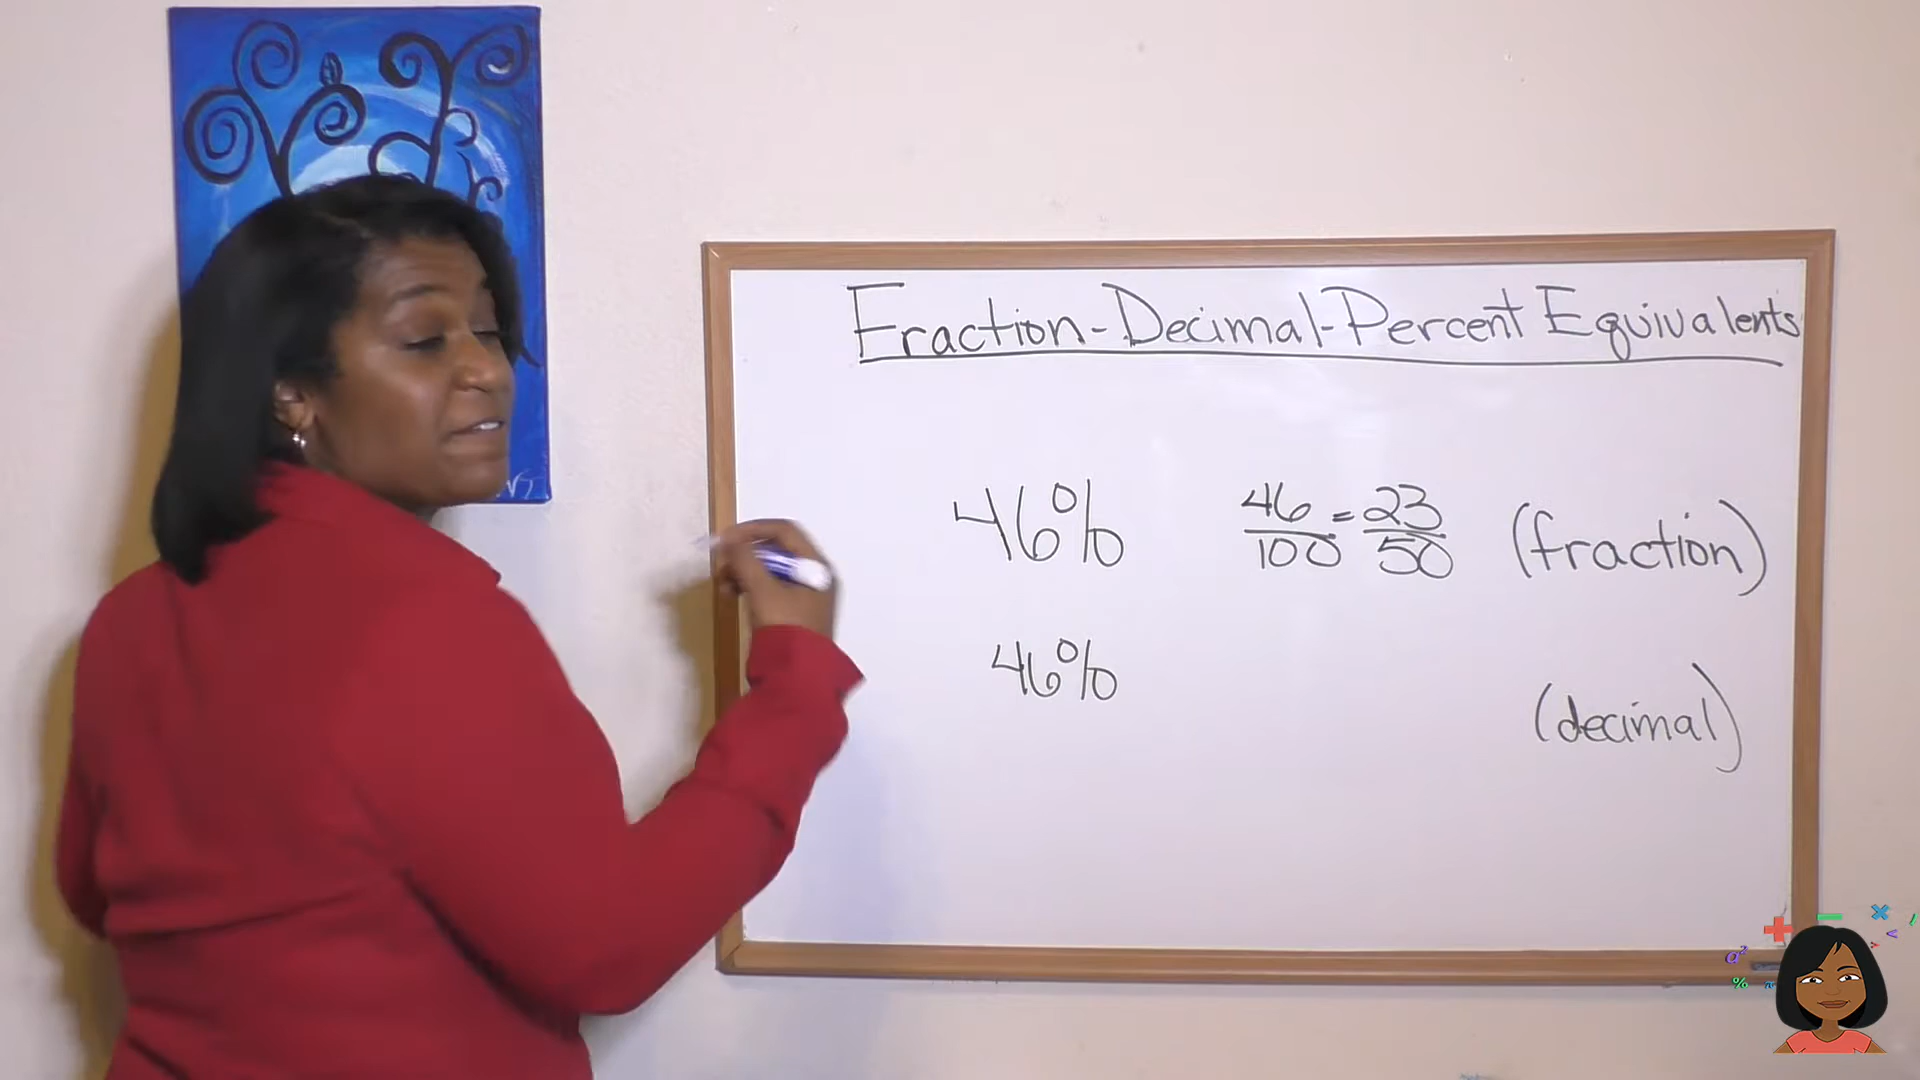 Fraction-Decimal-Percent Equivalents
46% 46/100 = 23/50 (fraction)
46% (decimal)